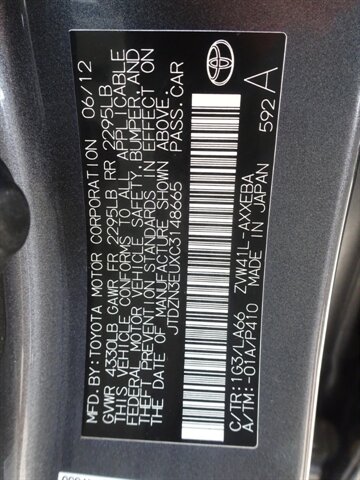 MFD.BY:TOYOTA MOTOR CORPORATION 06/12
GVWR 4330LB GAWR FR 2295LB RR 2295LB
THIS VEHICLE CONFORMS TO ALL APPLICABLE
FEDERAL MOTOR VEHICLE SAFETY,BUMPER,AND
THEFT PREVENTION STANDARDS IN EFFECT ON
THE DATE OF MANUFACTURE SHOWN ABOVE.
JTDZN3EUXC3148665 PASS.CAR
C/TR:1G3/LA66 ZVW41L-AXXEBA
A/TM:-01A/P410 MADE IN JAPAN 592 A